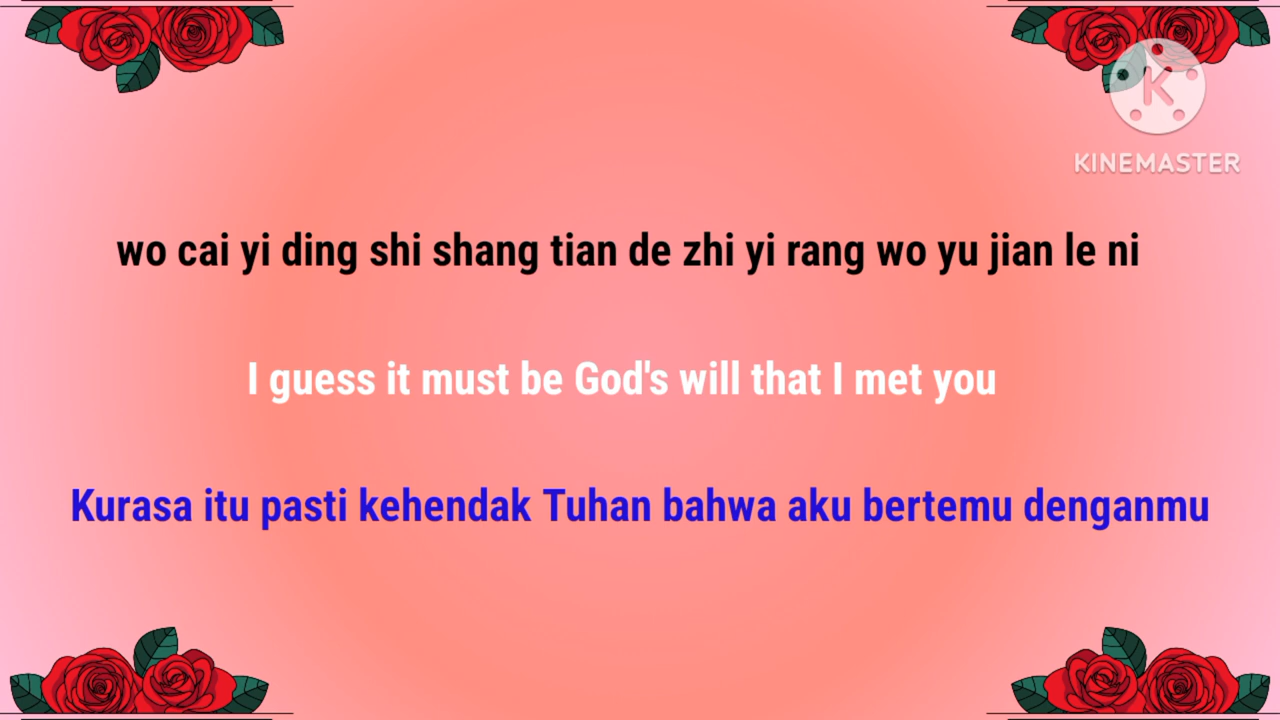 KINEMASTER
wo cai yi ding shi shang tian de zhi yi rang wo yu jian le ni
I guess it must be God's will that I met you
Kurasa itu pasti kehendak Tuhan bahwa aku bertemu denganmu